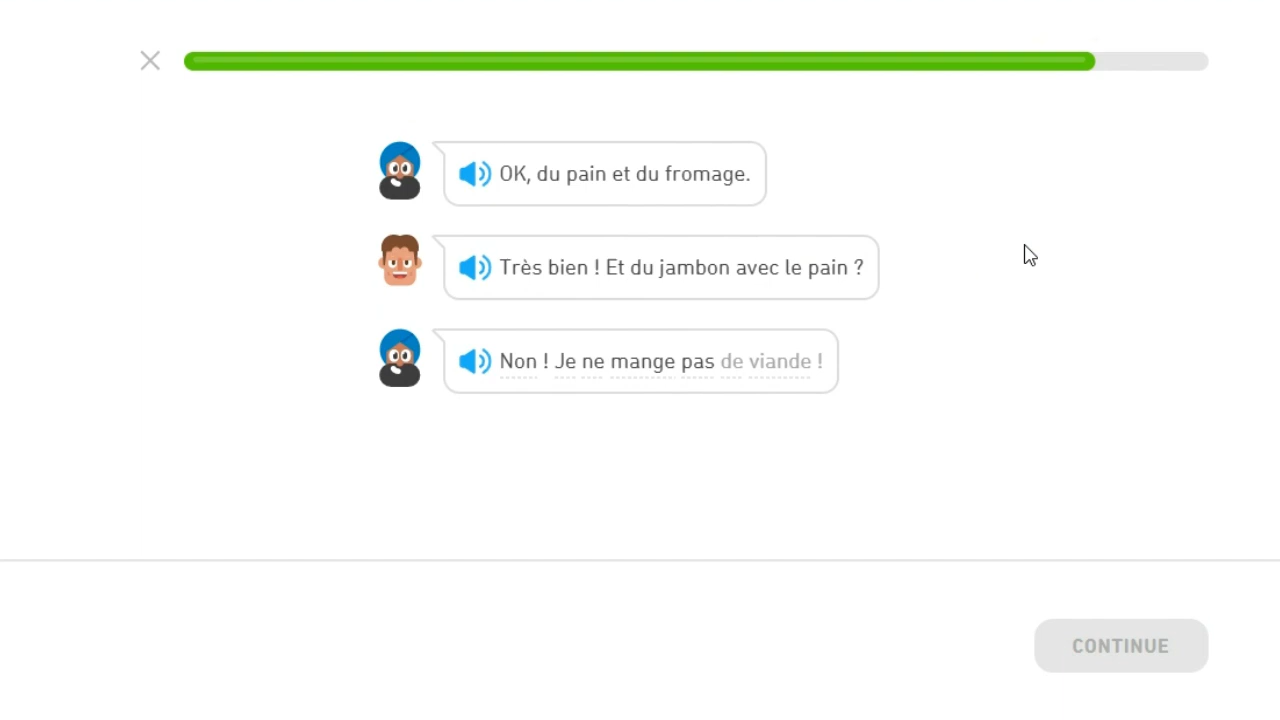 OK, du pain et du fromage.
Très bien ! Et du jambon avec le pain ?
Non ! Je ne mange pas de viande !
CONTINUE